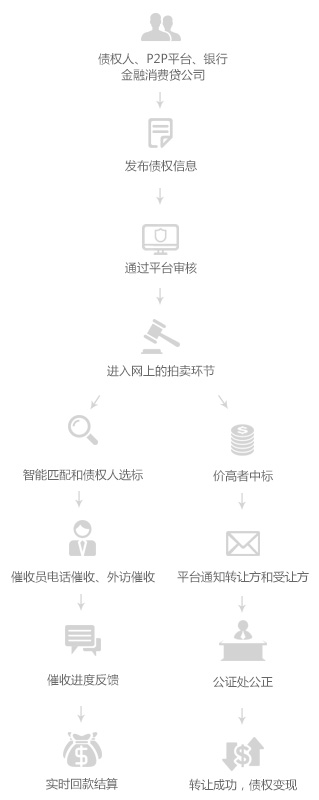 债权人、P2P平台、银行
金融消费贷公司
发布债权信息
通过平台审核
进入网上的拍卖环节
智能匹配和债权人选标
价高者中标
催收员电话催收、外访催收
平台通知转让方和受让方
催收进度反馈
公证处公正
实时回款结算
转让成功，债权变现